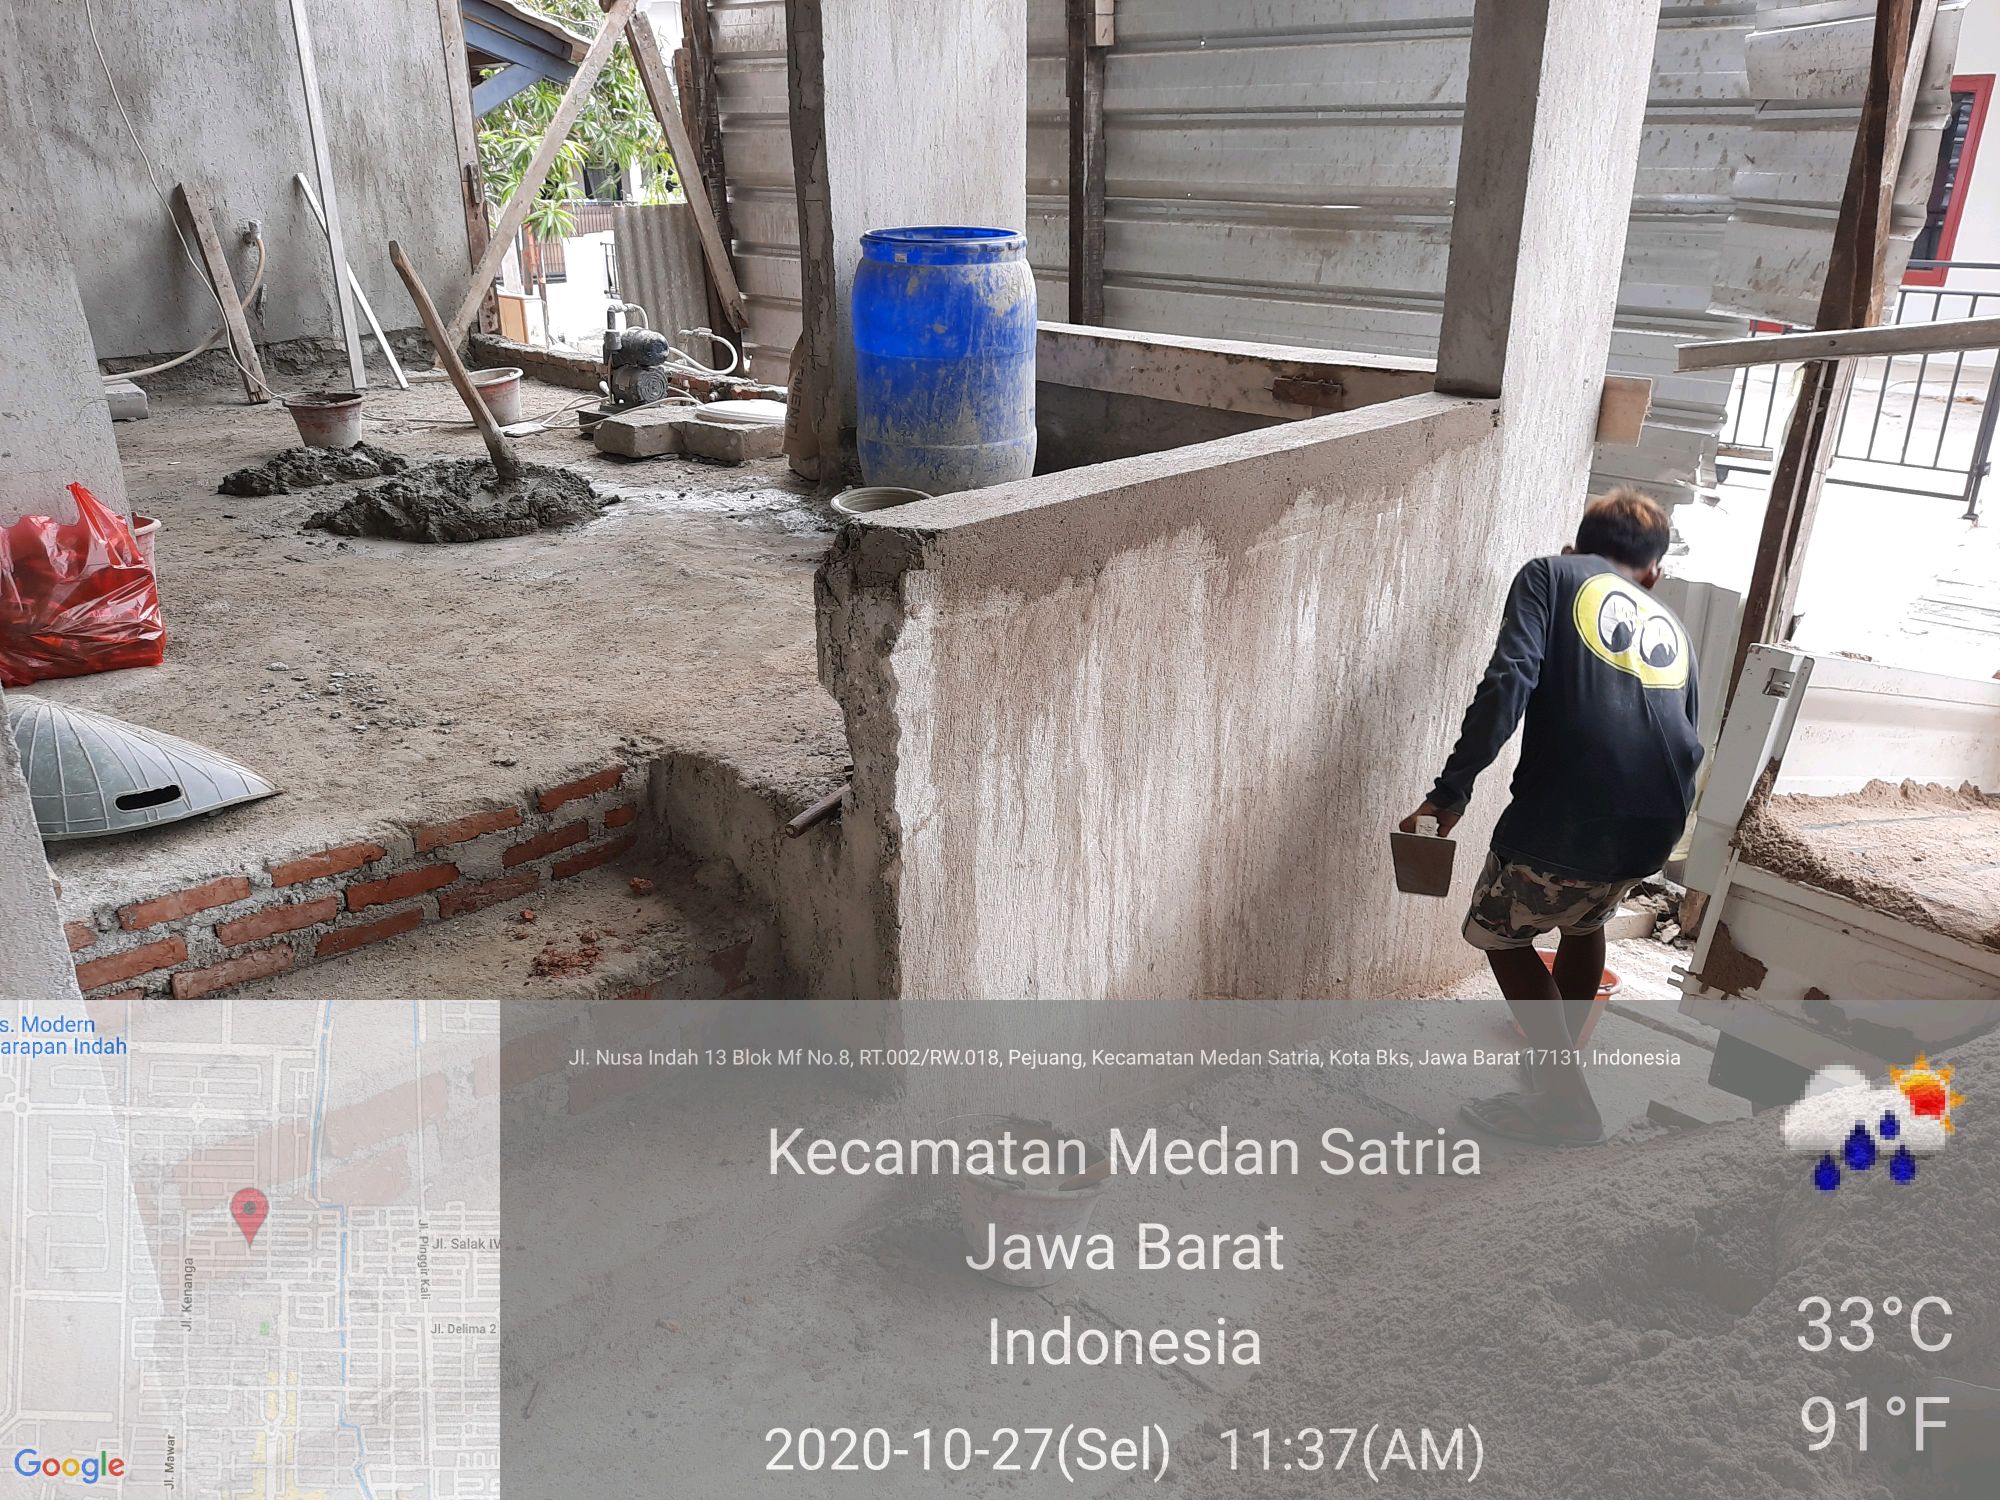 EMENT
s. Modern
arapan Indah
Jl. Salak IV
Jl. Pinggir Kali
Jl. Kenanga
Jl. Delima 2
Jl. Mawar
Google
Jl. Nusa Indah 13 Blok Mf No.8, RT.002/RW.018, Pejuang, Kecamatan Medan Satria, Kota Bks, Jawa Barat 17131, Indonesia
Kecamatan Medan Satria
Jawa Barat
Indonesia
2020-10-27(Sel) 11:37(AM)
33°C
91°F